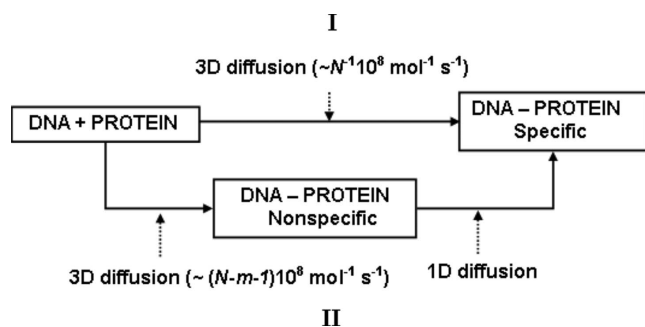 I
3D diffusion (~N⁻¹10⁸ mol⁻¹ s⁻¹)
DNA + PROTEIN
DNA – PROTEIN
Specific
DNA – PROTEIN
Nonspecific
3D diffusion (~ (N-m-1)10⁸ mol⁻¹ s⁻¹)
1D diffusion
II